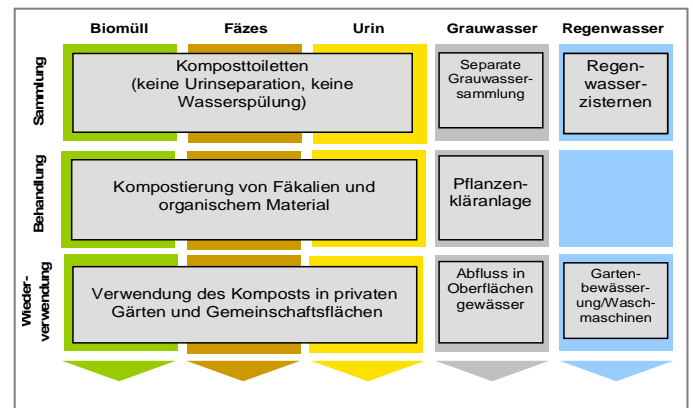 Biomüll Fäzes Urin Grauwasser Regenwasser
Sammlung
Komposttoiletten
(keine Urinseparation, keine
Wasserspülung)
Separate
Grauwasser-
sammlung
Regen-
wasser-
zisternen
Behandlung
Kompostierung von Fäkalien und
organischem Material
Pflanzen-
kläranlage
Wieder-
verwendung
Verwendung des Komposts in privaten
Gärten und Gemeinschaftsflächen
Abfluss in
Oberflächen
gewässer
Garten-
bewässer-
ung/Wasch-
maschinen